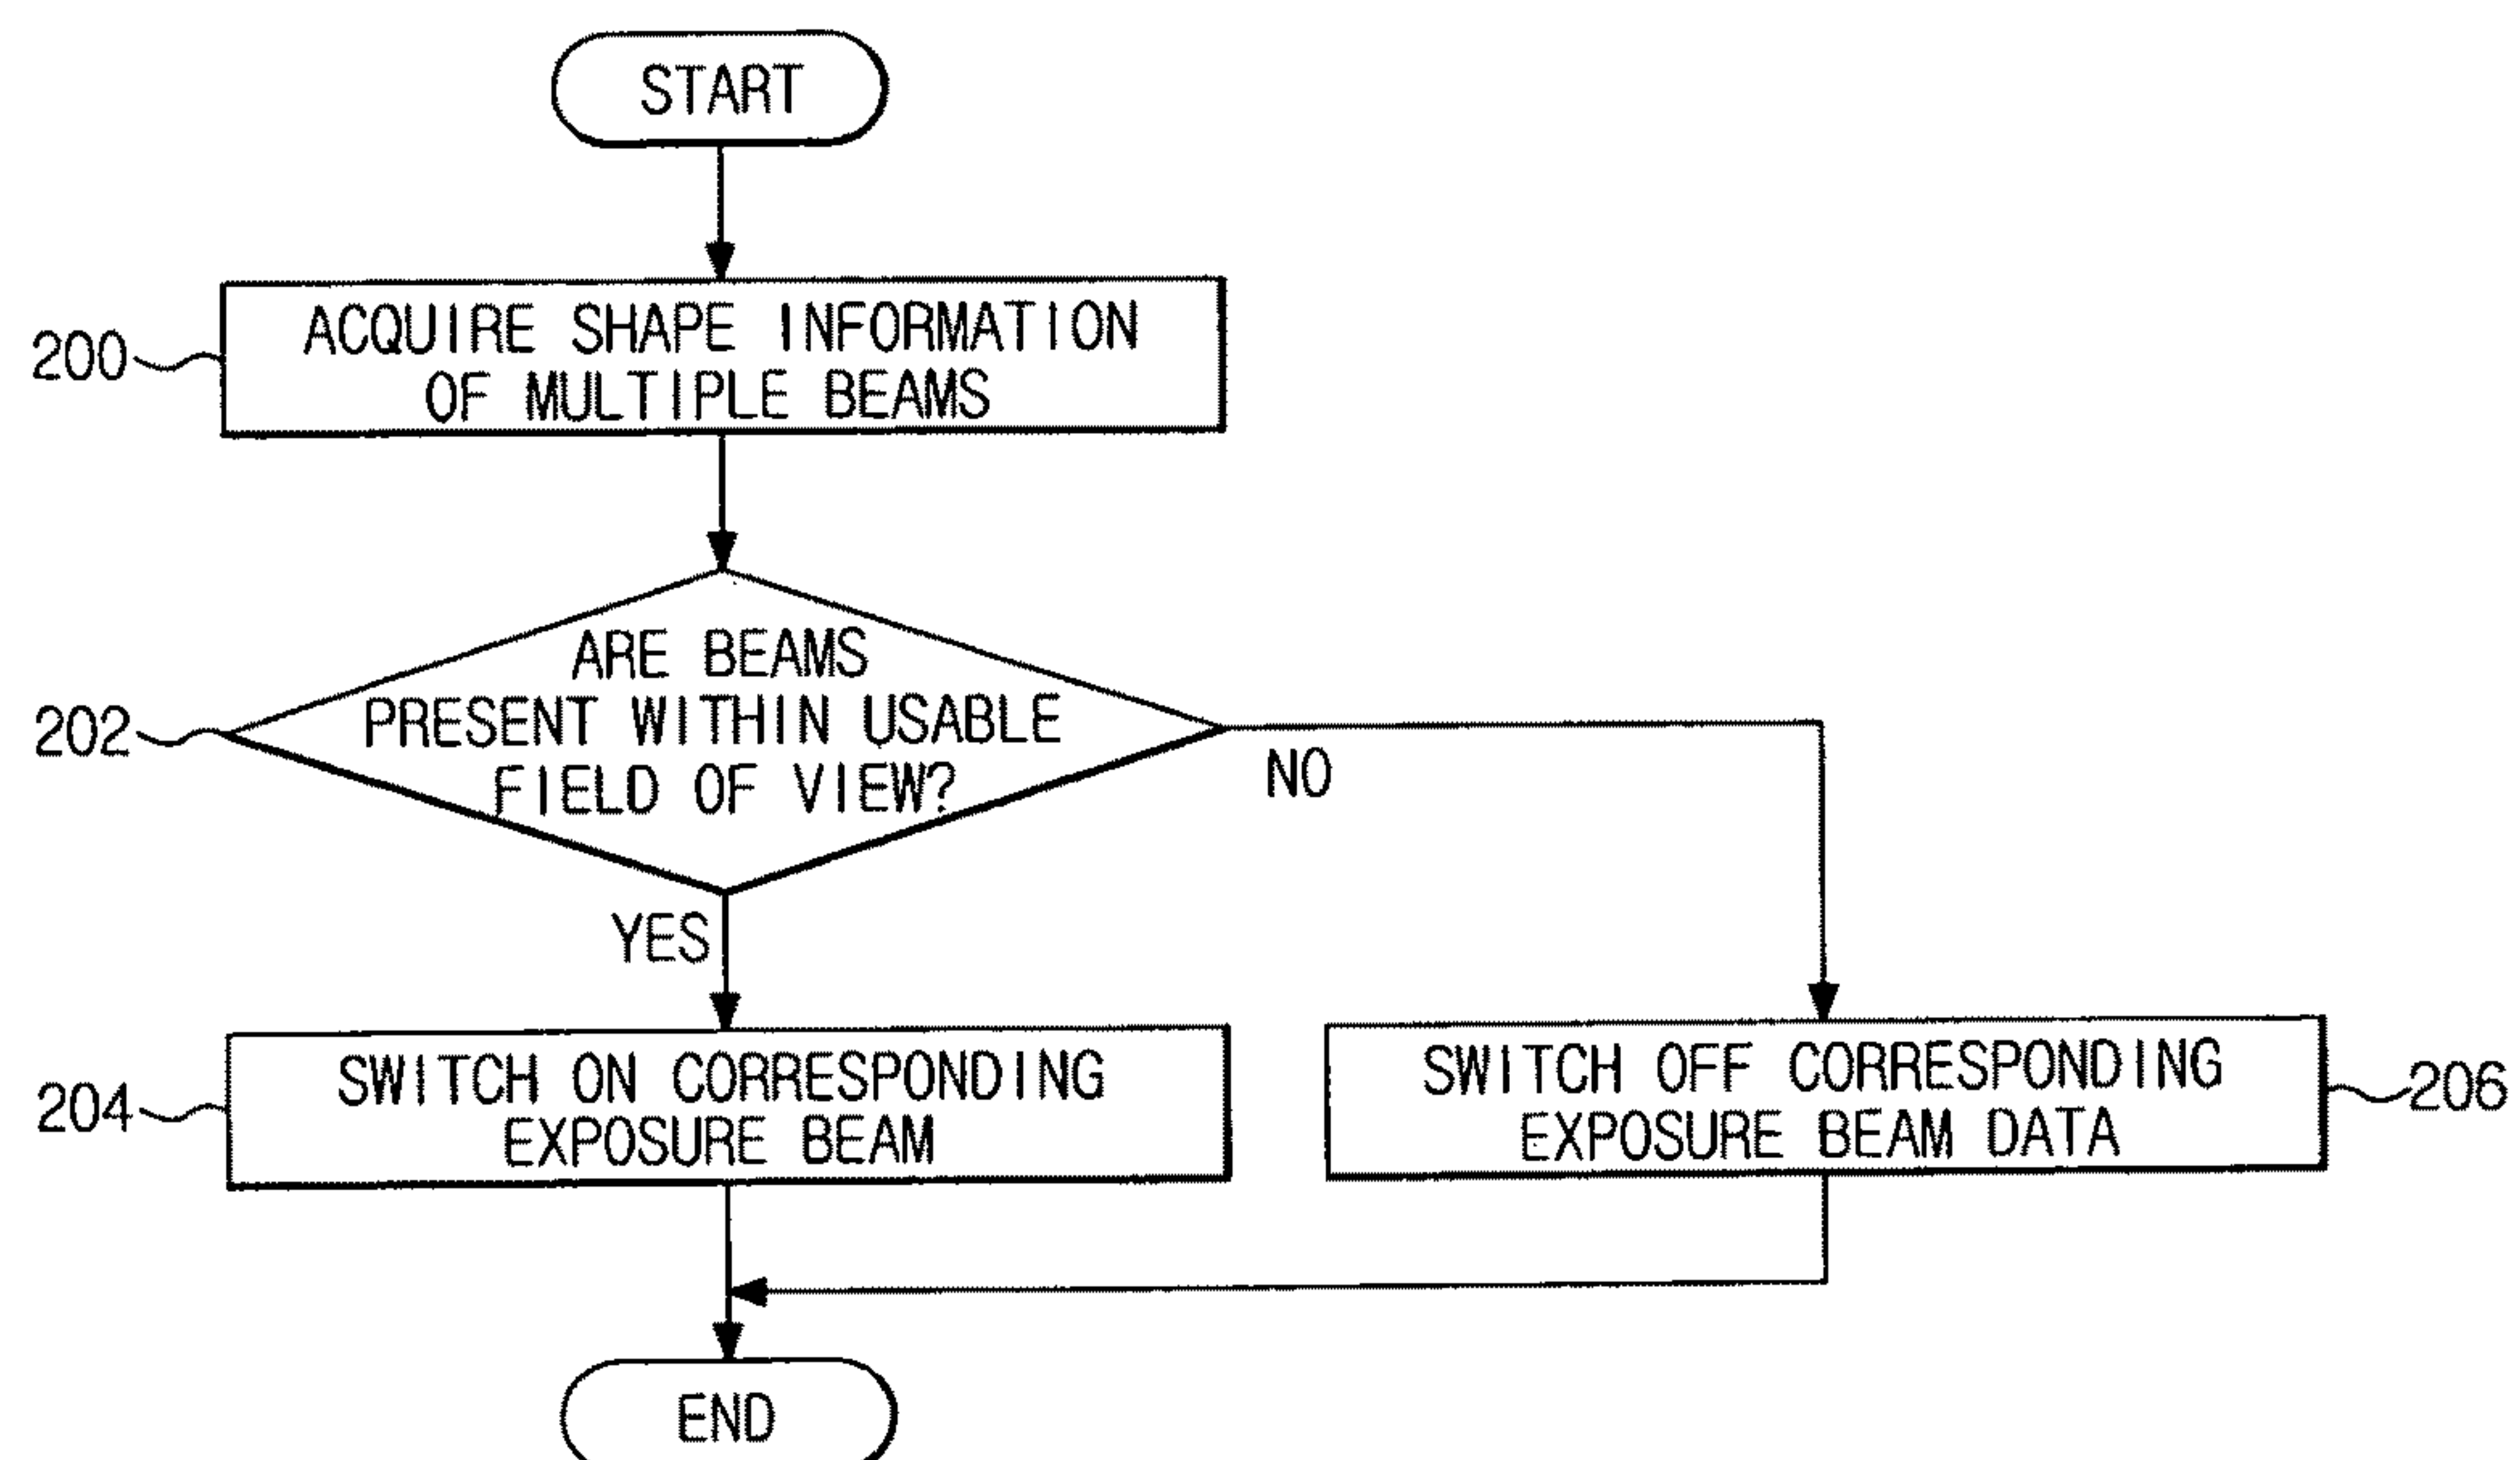 START
200
ACQUIRE SHAPE INFORMATION
OF MULTIPLE BEAMS
202
ARE BEAMS
PRESENT WITHIN USABLE
FIELD OF VIEW?
NO
YES
204
SWITCH ON CORRESPONDING
EXPOSURE BEAM
SWITCH OFF CORRESPONDING
EXPOSURE BEAM DATA
206
END